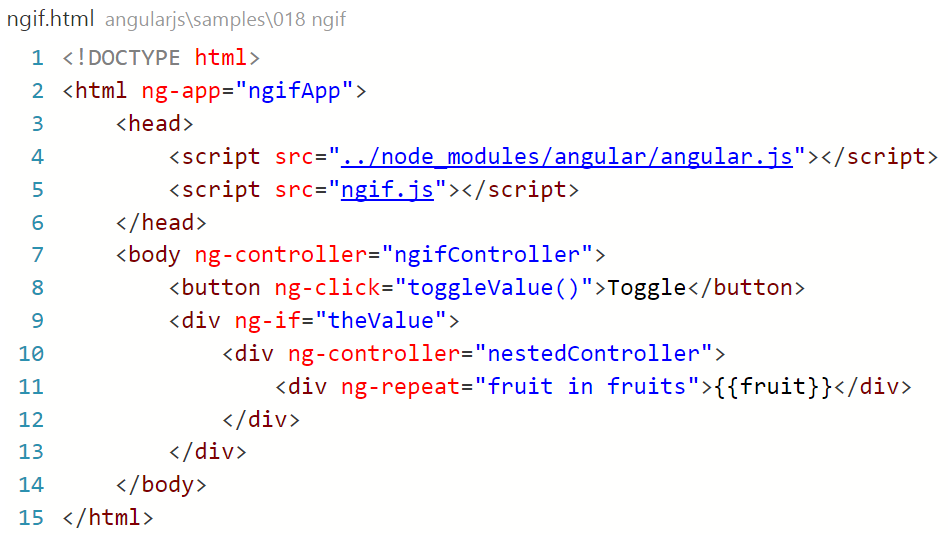 ngif.html angularjs\samples\018 ngif
1 <!DOCTYPE html>
2 <html ng-app="ngifApp">
3     <head>
4         <script src="../node_modules/angular/angular.js"></script>
5         <script src="ngif.js"></script>
6     </head>
7     <body ng-controller="ngifController">
8         <button ng-click="toggleValue()">Toggle</button>
9         <div ng-if="theValue">
10             <div ng-controller="nestedController">
11                 <div ng-repeat="fruit in fruits">{{fruit}}</div>
12             </div>
13         </div>
14     </body>
15 </html>